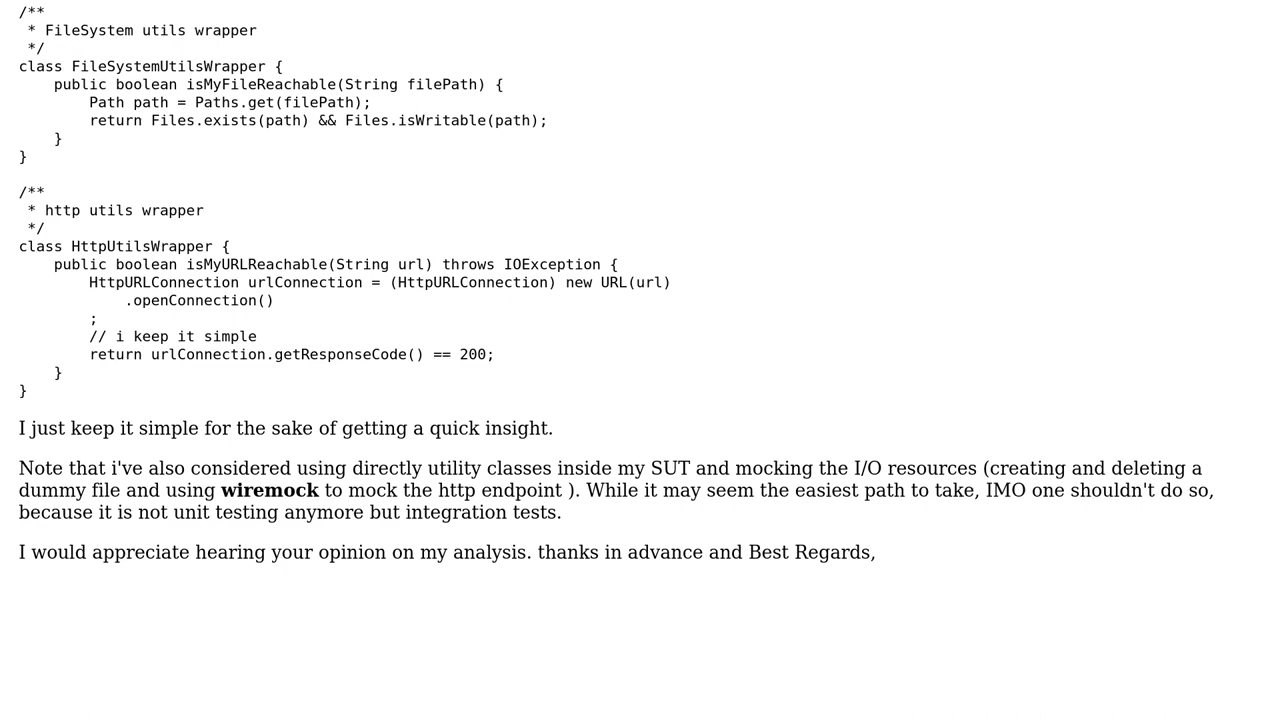 /**
 * FileSystem utils wrapper
 */
class FileSystemUtilsWrapper {
    public boolean isMyFileReachable(String filePath) {
        Path path = Paths.get(filePath);
        return Files.exists(path) && Files.isWritable(path);
    }
}

/**
 * http utils wrapper
 */
class HttpUtilsWrapper {
    public boolean isMyURLReachable(String url) throws IOException {
        HttpURLConnection urlConnection = (HttpURLConnection) new URL(url)
            .openConnection()
        ;
        // i keep it simple
        return urlConnection.getResponseCode() == 200;
    }
}
I just keep it simple for the sake of getting a quick insight.
Note that i've also considered using directly utility classes inside my SUT and mocking the I/O resources (creating and deleting a
dummy file and using wiremock to mock the http endpoint ). While it may seem the easiest path to take, IMO one shouldn't do so,
because it is not unit testing anymore but integration tests.
I would appreciate hearing your opinion on my analysis. thanks in advance and Best Regards,